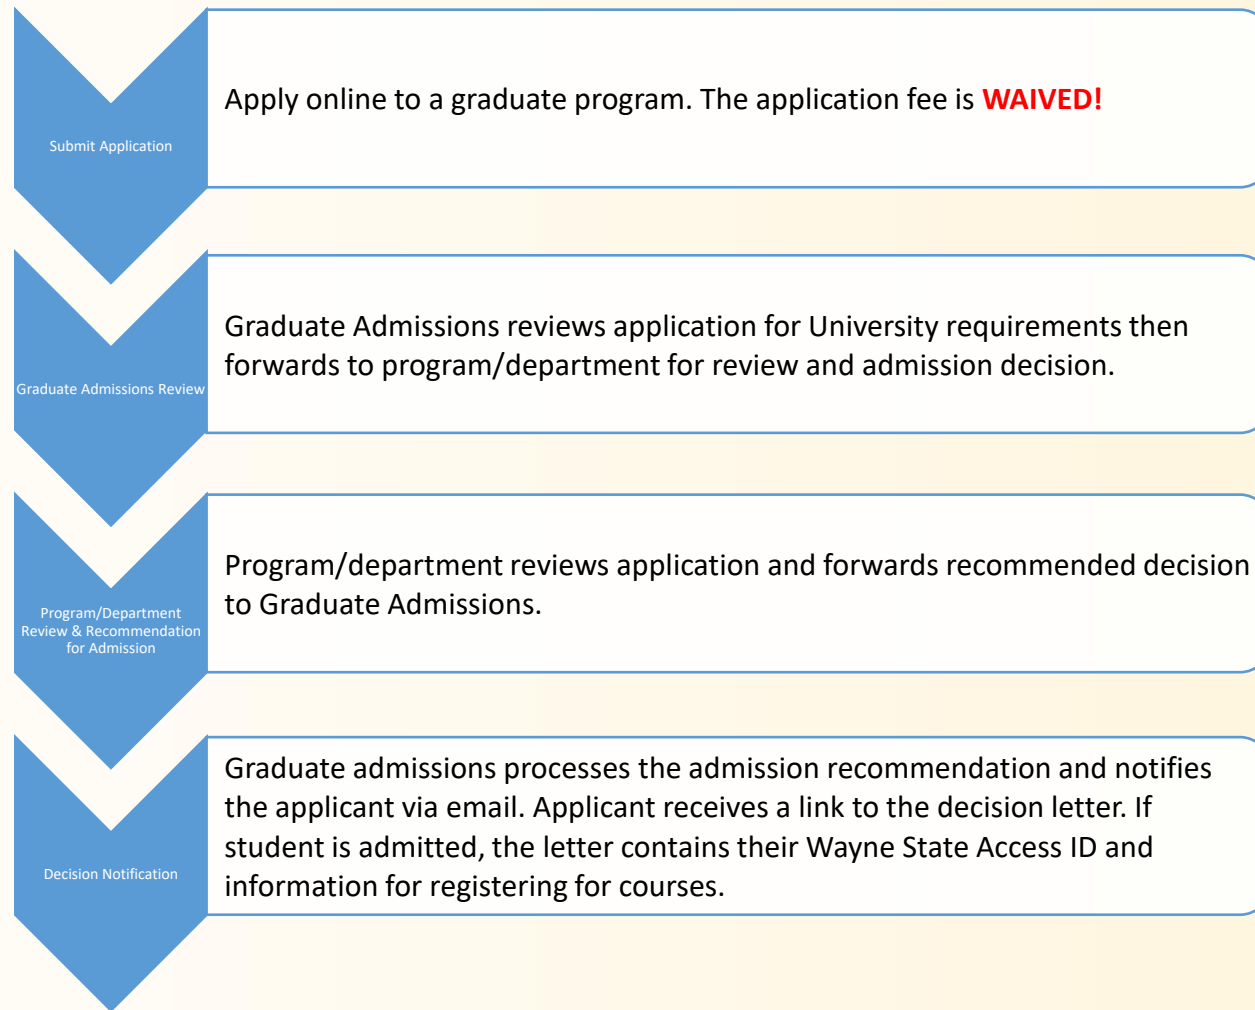 Submit Application
Apply online to a graduate program. The application fee is WAIVED!
Graduate Admissions Review
Graduate Admissions reviews application for University requirements then
forwards to program/department for review and admission decision.
Program/Department
Review & Recommendation
for Admission
Program/department reviews application and forwards recommended decision
to Graduate Admissions.
Decision Notification
Graduate admissions processes the admission recommendation and notifies
the applicant via email. Applicant receives a link to the decision letter. If
student is admitted, the letter contains their Wayne State Access ID and
information for registering for courses.